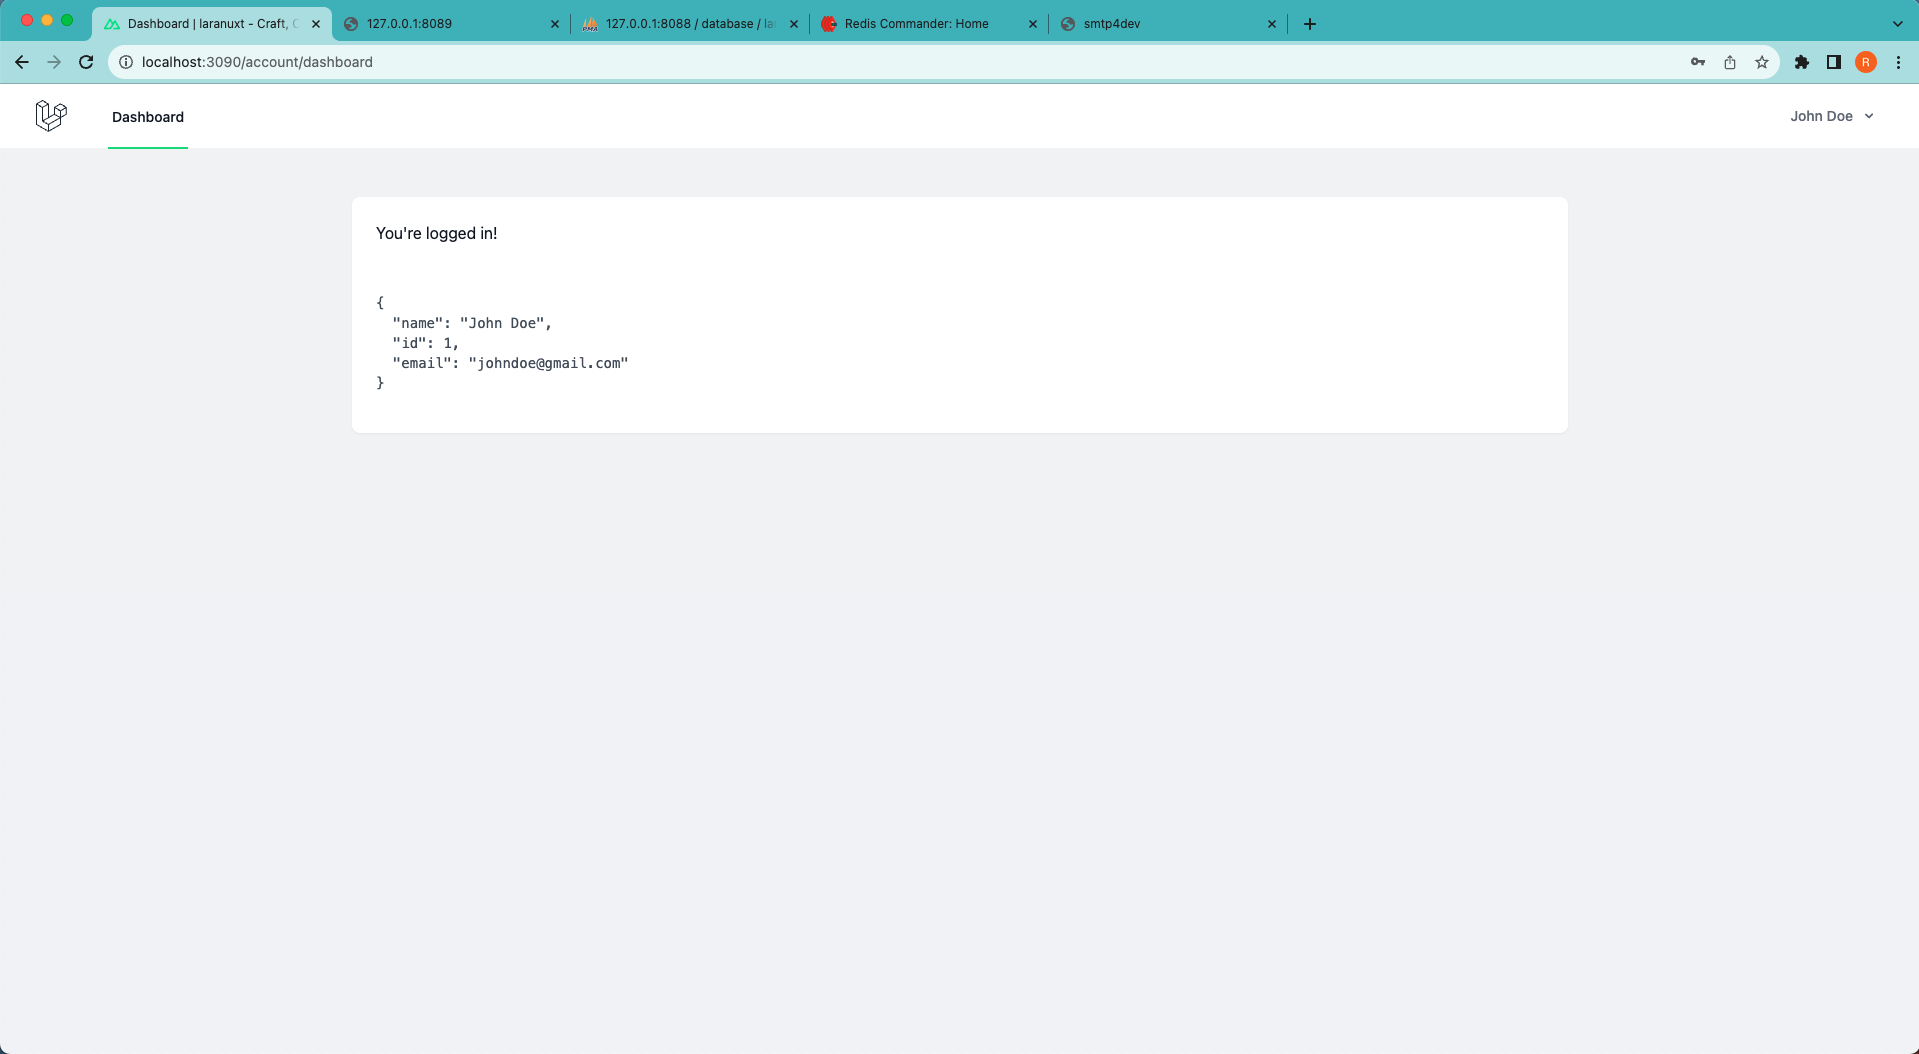 Dashboard | laranuxt - Craft,
127.0.0.1:8089
127.0.0.1:8088 / database /
Redis Commander: Home
smtp4dev
localhost:3090/account/dashboard
R
Dashboard
John Doe
You're logged in!
{
"name": "John Doe",
"id": 1,
"email": "johndoe@gmail.com"
}